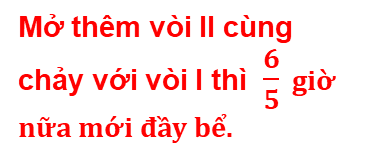 Mở thêm vòi II cùng
chảy với vòi I thì 6/5 giờ
nữa mới đầy bể.